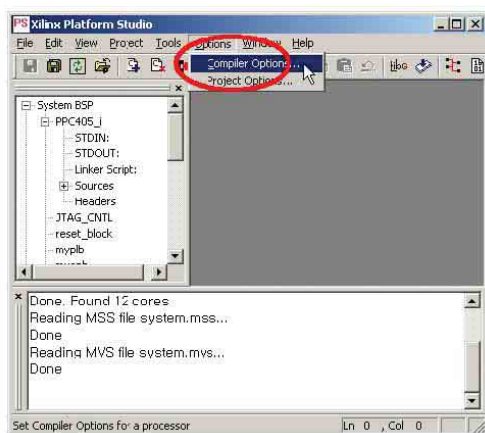 PS Xilinx Platform Studio
File Edit View Project Tools Options Window Help
Compiler Options...
Project Options...
System BSP
PPC405_i
STDIN:
STDOUT:
Linker Script:
Sources
Headers
JTAG_CNTL
reset_block
myplb
Done. Found 12 cores
Reading MSS file system.mss...
Done
Reading MVS file system.mvs...
Done
Set Compiler Options for a processor
Ln 0 , Col 0